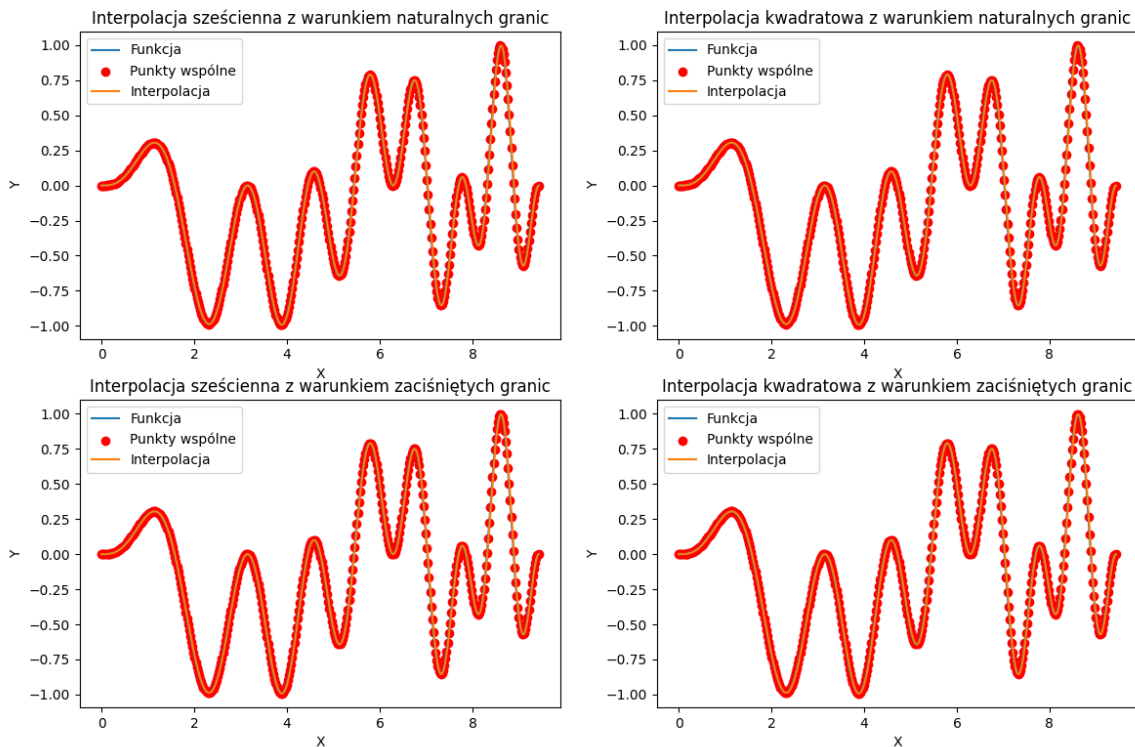 Interpolacja sześcienna z warunkiem naturalnych granic
Funkcja
Punkty wspólne
Interpolacja
1.00
0.75
0.50
0.25
0.00
−0.25
−0.50
−0.75
−1.00
Y
0 2 4 6 8
X
Interpolacja kwadratowa z warunkiem naturalnych granic
Funkcja
Punkty wspólne
Interpolacja
1.00
0.75
0.50
0.25
0.00
−0.25
−0.50
−0.75
−1.00
Y
0 2 4 6 8
X
Interpolacja sześcienna z warunkiem zaciśniętych granic
Funkcja
Punkty wspólne
Interpolacja
1.00
0.75
0.50
0.25
0.00
−0.25
−0.50
−0.75
−1.00
Y
0 2 4 6 8
X
Interpolacja kwadratowa z warunkiem zaciśniętych granic
Funkcja
Punkty wspólne
Interpolacja
1.00
0.75
0.50
0.25
0.00
−0.25
−0.50
−0.75
−1.00
Y
0 2 4 6 8
X